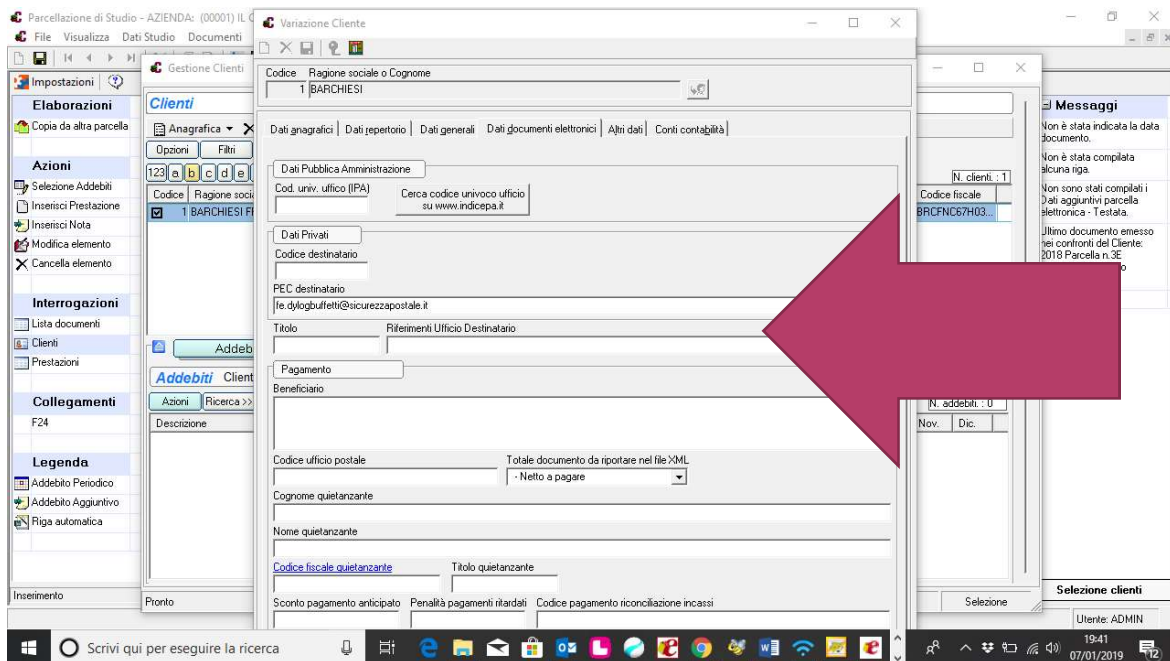 Parcellazione di Studio - AZIENDA: (00001) IL C
File Visualizza Dati Studio Documenti
Impostazioni
Elaborazioni
Copia da altra parcella
Azioni
Selezione Addebiti
Inserisci Prestazione
Inserisci Nota
Modifica elemento
Cancella elemento
Interrogazioni
Lista documenti
Clienti
Prestazioni
Collegamenti
F24
Legenda
Addebito Periodico
Addebito Aggiuntivo
Riga automatica
Inserimento
Gestione Clienti
Clienti
Anagrafica
Opzioni Filtri
123 a b c d e
Codice Ragione soci
1 BARCHIESI F
Addeb
Addebiti Client
Azioni Ricerca >>
Descrizione
Pronto
Variazione Cliente
Codice Ragione sociale o Cognome
1 BARCHIESI
Dati anagrafici Dati repertorio Dati generali Dati documenti elettronici Altri dati Conti contabilità
Dati Pubblica Amministrazione
Cod. univ. uffico (IPA)
Cerca codice univoco ufficio
su www.indicepa.it
Dati Privati
Codice destinatario
PEC destinatario
fe.dylogbuffetti@sicurezzapostale.it
Titolo Riferimenti Ufficio Destinatario
Pagamento
Beneficiario
Codice ufficio postale Totale documento da riportare nel file XML
- Netto a pagare
Cognome quietanzante
Nome quietanzante
Codice fiscale quietanzante Titolo quietanzante
Sconto pagamento anticipato Penalità pagamenti ritardati Codice pagamento riconciliazione incassi
N. clienti. : 1
Codice fiscale
BRCFNC67H03...
N. addebiti. : 0
Nov. Dic.
Selezione
Messaggi
Non è stata indicata la data
documento.
Non è stata compilata
alcuna riga.
Non sono stati compilati i
Dati aggiuntivi parcella
elettronica - Testata.
Ultimo documento emesso
nei confronti del Cliente:
2018 Parcella n.3E
Selezione clienti
Utente: ADMIN
Scrivi qui per eseguire la ricerca
19:41
07/01/2019
12